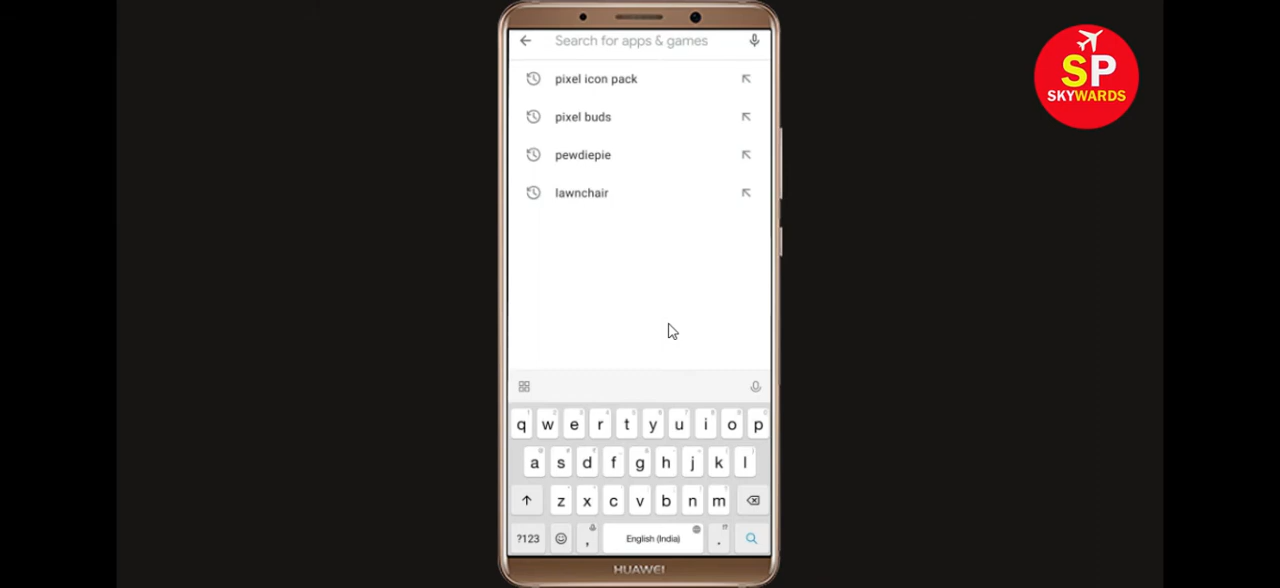 Search for apps & games
SP
SKYWARDS
pixel icon pack
pixel buds
pewdiepie
lawnchair
q w e r t y u i o p
a s d f g h j k l
z x c v b n m
?123 , English (India) .
HUAWEI